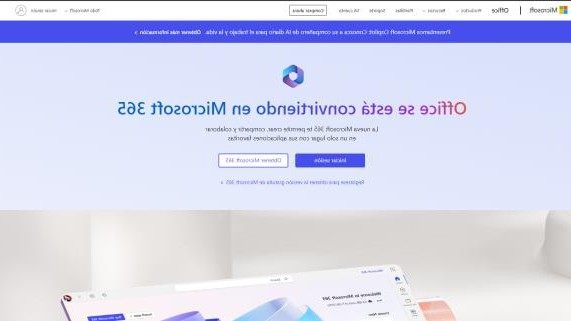 Microsoft | Office Productos Recursos Plantillas Soporte Mi cuenta Comprar ahora Todo Microsoft Iniciar sesión
Presentamos Microsoft Copilot: Conozca a su compañero de IA diario para el trabajo y la vida. Obtener más información >
Office se está convirtiendo en Microsoft 365
La nueva Microsoft 365 te permite crear, compartir y colaborar
en un solo lugar con sus aplicaciones favoritas
Iniciar sesión Obtener Microsoft 365
Regístrese para obtener la versión gratuita de Microsoft 365 >
Microsoft 365
Welcome to Microsoft 365